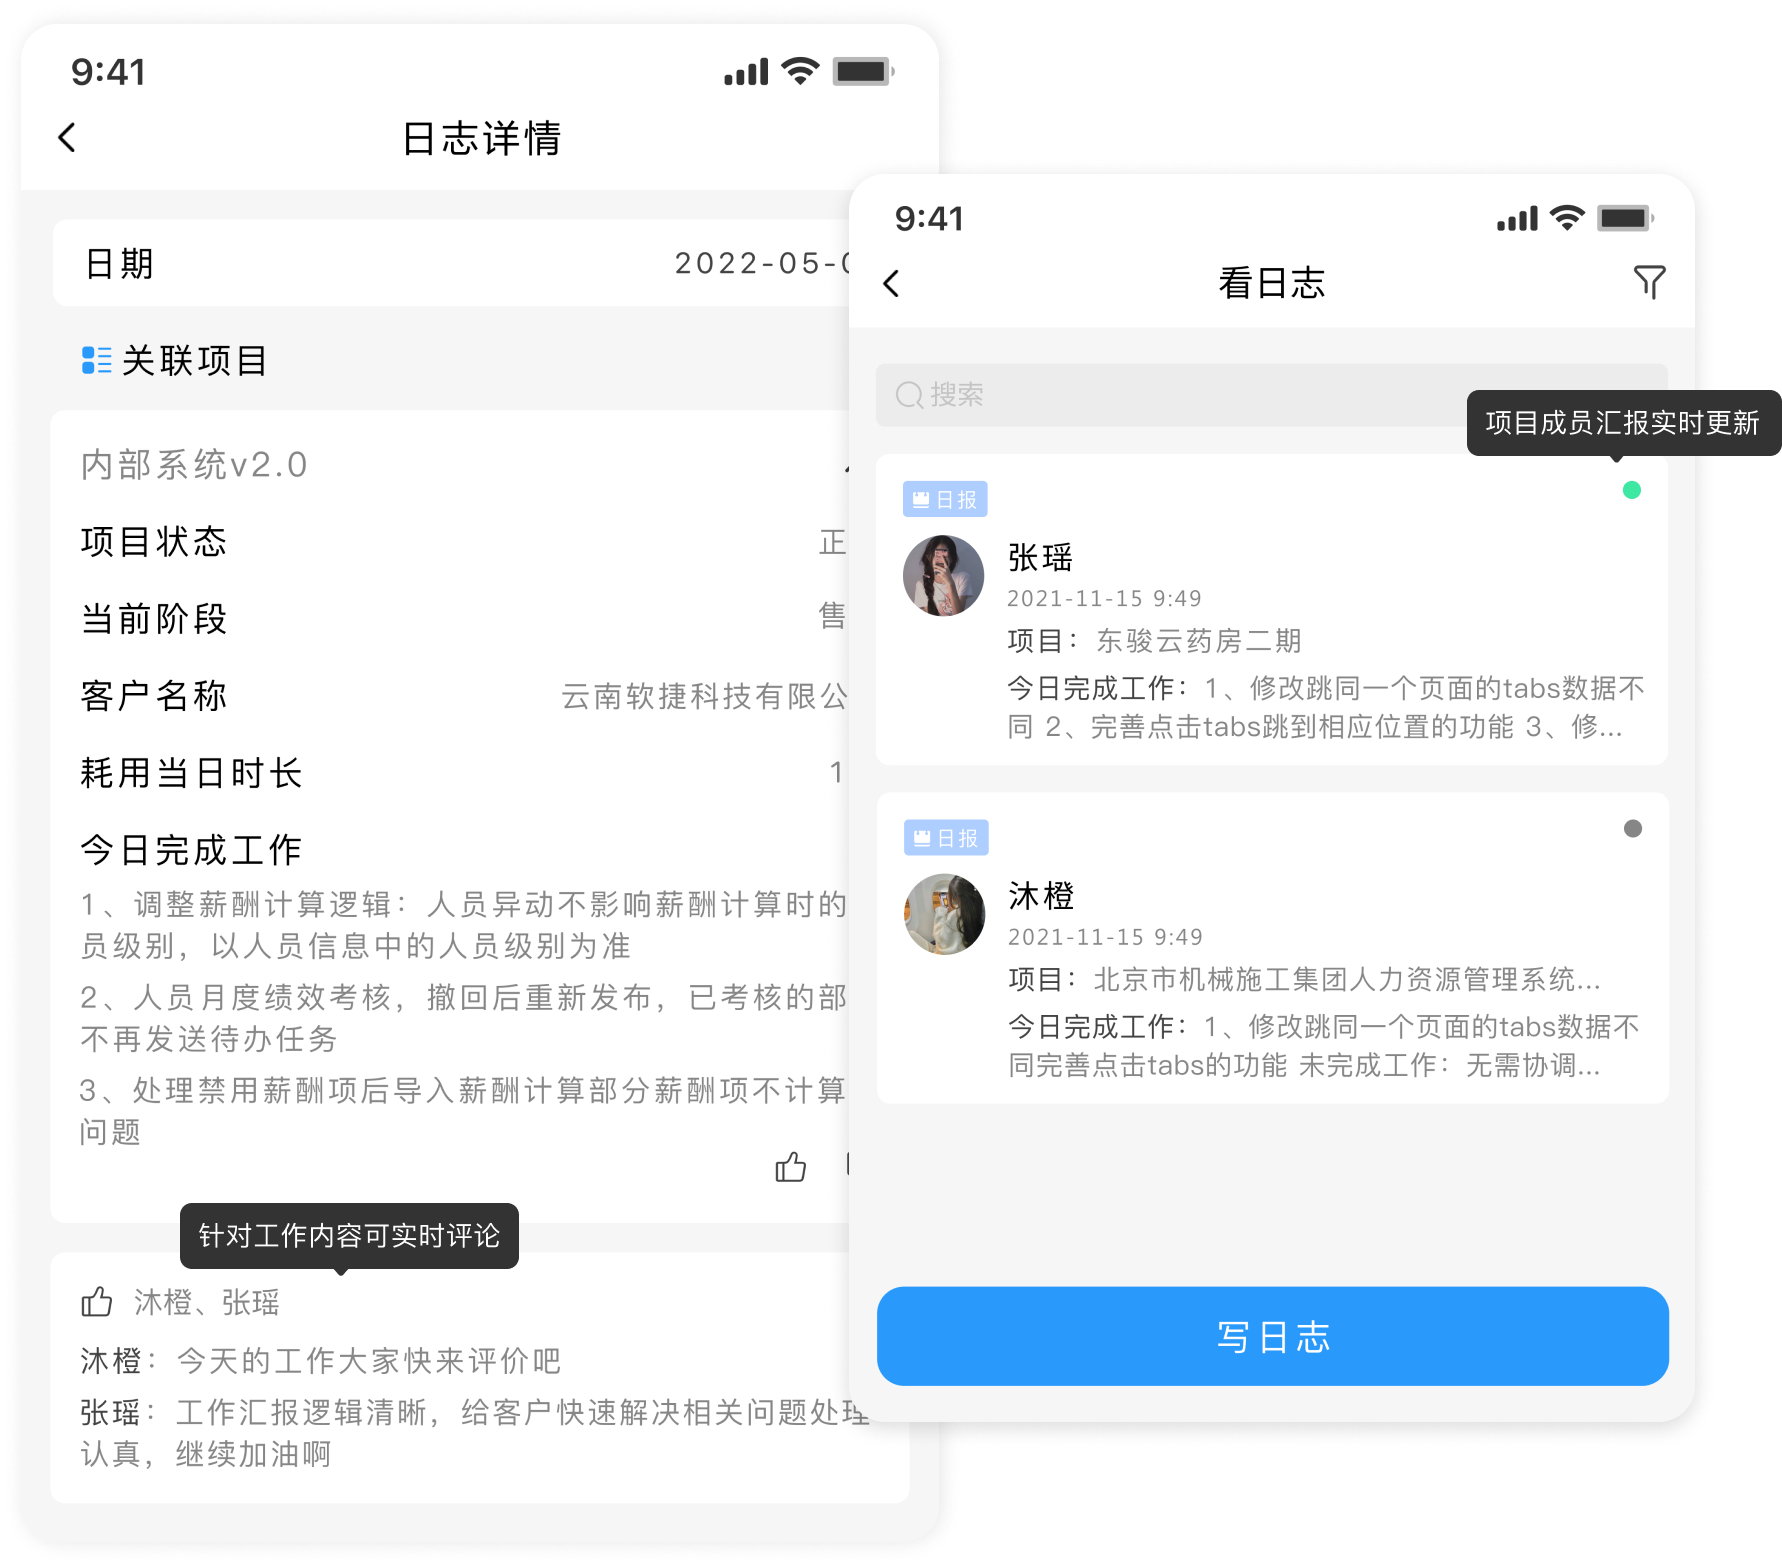 9:41
日志详情
日期
2022-05-0
关联项目
内部系统v2.0
项目状态
正
当前阶段
售
客户名称
云南软捷科技有限公
耗用当日时长
1
今日完成工作
1、调整薪酬计算逻辑：人员异动不影响薪酬计算时的
员级别，以人员信息中的人员级别为准
2、人员月度绩效考核，撤回后重新发布，已考核的部
不再发送待办任务
3、处理禁用薪酬项后导入薪酬计算部分薪酬项不计算
问题
针对工作内容可实时评论
沐橙、张瑶
沐橙：今天的工作大家快来评价吧
张瑶：工作汇报逻辑清晰，给客户快速解决相关问题处理
认真，继续加油啊
9:41
看日志
搜索
项目成员汇报实时更新
日报
张瑶
2021-11-15 9:49
项目：东骏云药房二期
今日完成工作：1、修改跳同一个页面的tabs数据不
同 2、完善点击tabs跳到相应位置的功能 3、修...
日报
沐橙
2021-11-15 9:49
项目：北京市机械施工集团人力资源管理系统...
今日完成工作：1、修改跳同一个页面的tabs数据不
同完善点击tabs的功能 未完成工作：无需协调...
写日志